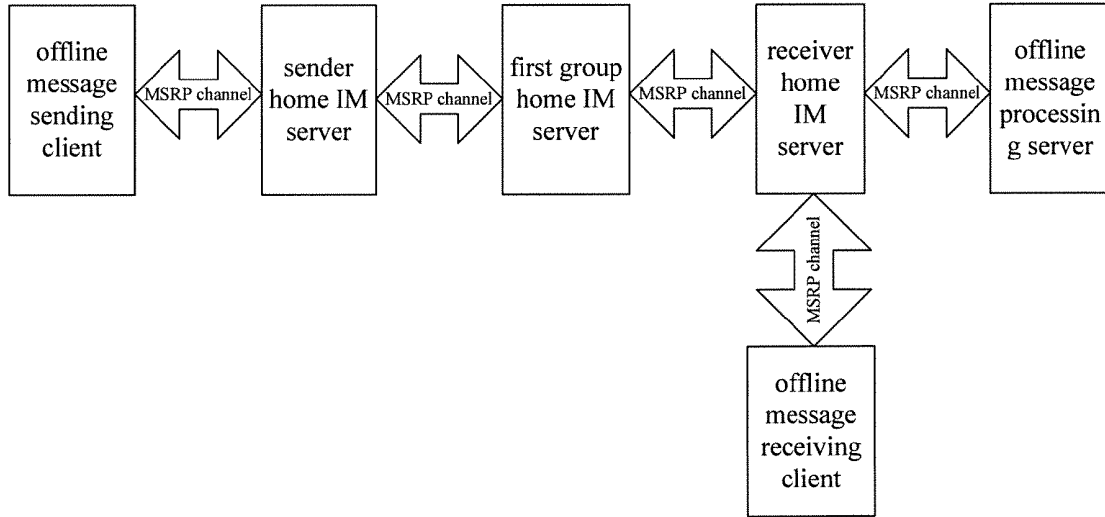 offline
message
sending
client
MSRP channel
sender
home IM
server
MSRP channel
first group
home IM
server
MSRP channel
receiver
home
IM
server
MSRP channel
offline
message
processin
g server
MSRP channel
offline
message
receiving
client